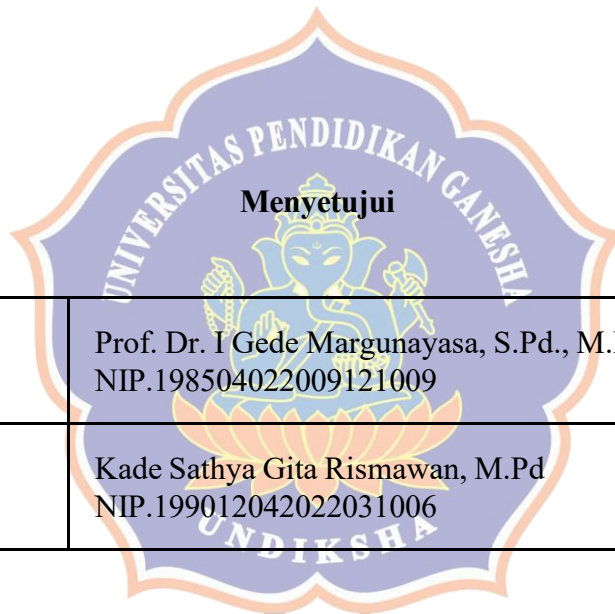 UNIVERSITAS PENDIDIKAN GANESHA
Menyetujui
Prof. Dr. I Gede Margunayasa, S.Pd.,
NIP.198504022009121009
Kade Sathya Gita Rismawan, M.Pd
NIP.199012042022031006
UNDIKSHA